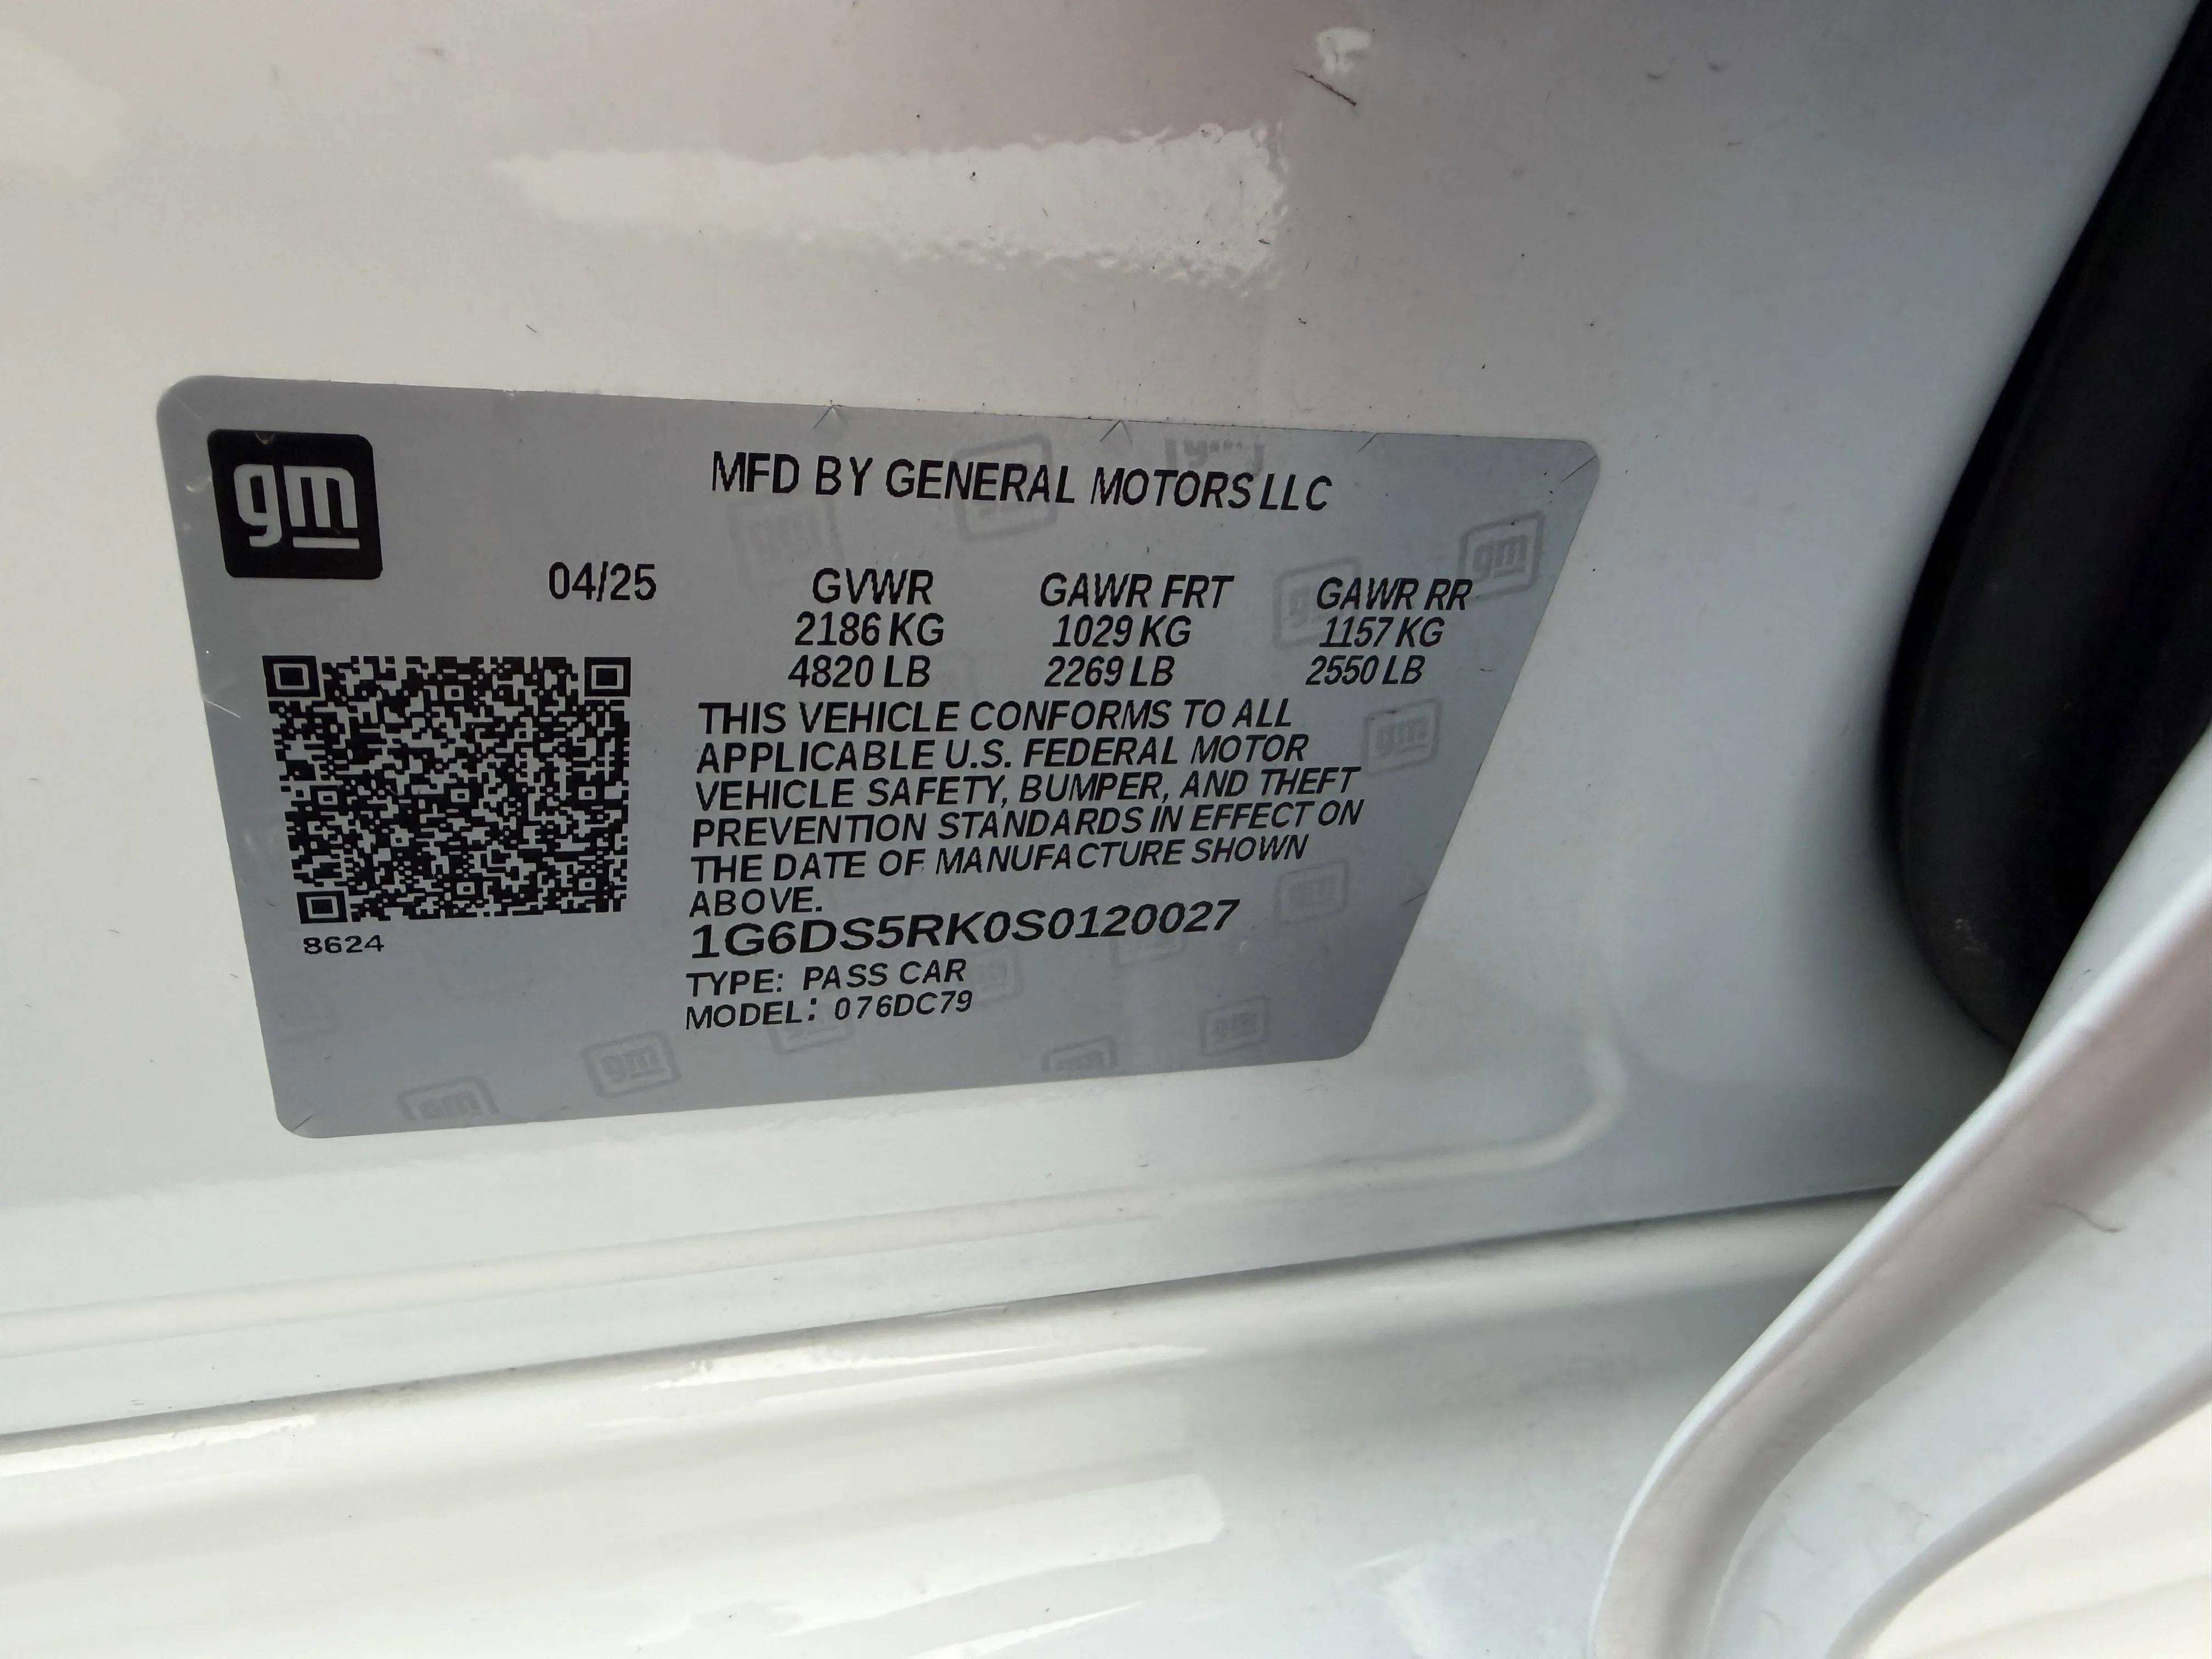 gm
MFD BY GENERAL MOTORS LLC
04/25 GVWR GAWR FRT GAWR RR
2186 KG 1029 KG 1157 KG
4820 LB 2269 LB 2550 LB
THIS VEHICLE CONFORMS TO ALL
APPLICABLE U.S. FEDERAL MOTOR
VEHICLE SAFETY, BUMPER, AND THEFT
PREVENTION STANDARDS IN EFFECT ON
THE DATE OF MANUFACTURE SHOWN
ABOVE.
1G6DS5RK0S0120027
TYPE: PASS CAR
MODEL: 076DC79
8624